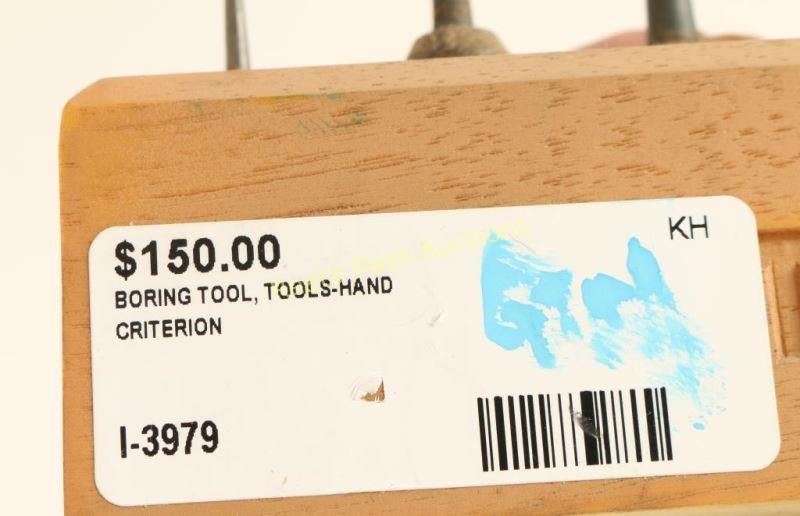 $150.00
KH
BORING TOOL, TOOLS-HAND
CRITERION
I-3979